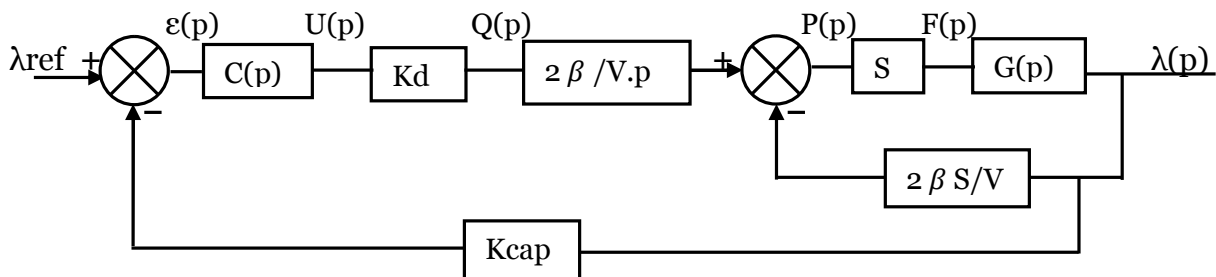 ε(p) U(p) Q(p) P(p) F(p)
λref + C(p) Kd 2 β /V.p + S G(p) λ(p)
− −
2 β S/V
Kcap